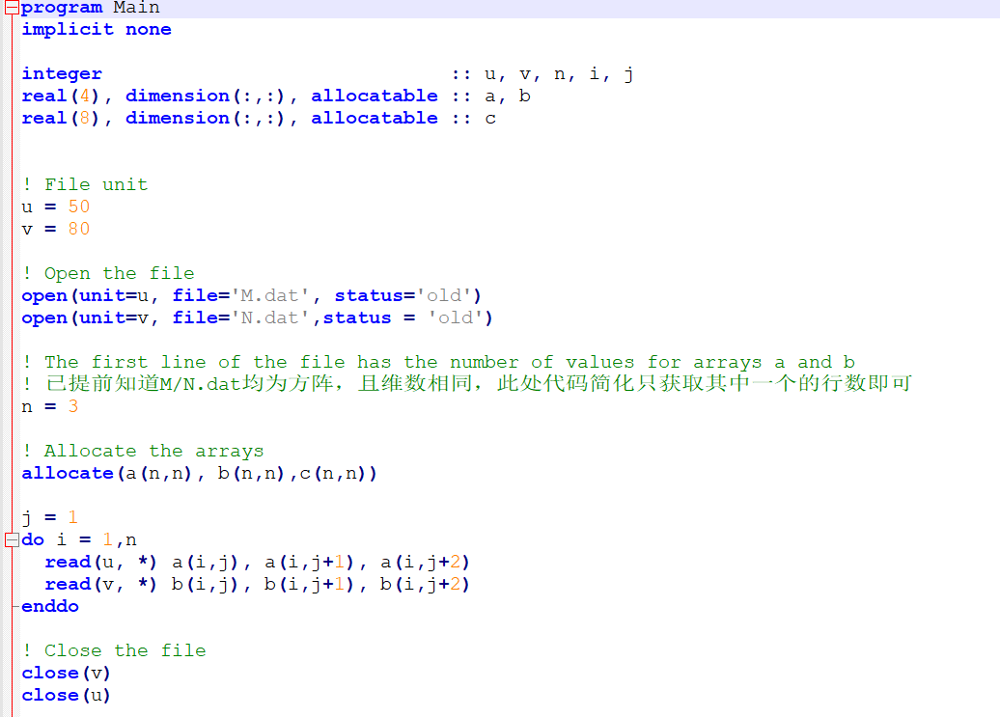 program Main
implicit none
integer :: u, v, n, i, j
real(4), dimension(:,:), allocatable :: a, b
real(8), dimension(:,:), allocatable :: c
! File unit
u = 50
v = 80
! Open the file
open(unit=u, file='M.dat', status='old')
open(unit=v, file='N.dat',status = 'old')
! The first line of the file has the number of values for arrays a and b
! 已提前知道M/N.dat均为方阵，且维数相同，此处代码简化只获取其中一个的行数即可
n = 3
! Allocate the arrays
allocate(a(n,n), b(n,n),c(n,n))
j = 1
do i = 1,n
  read(u, *) a(i,j), a(i,j+1), a(i,j+2)
  read(v, *) b(i,j), b(i,j+1), b(i,j+2)
enddo
! Close the file
close(v)
close(u)